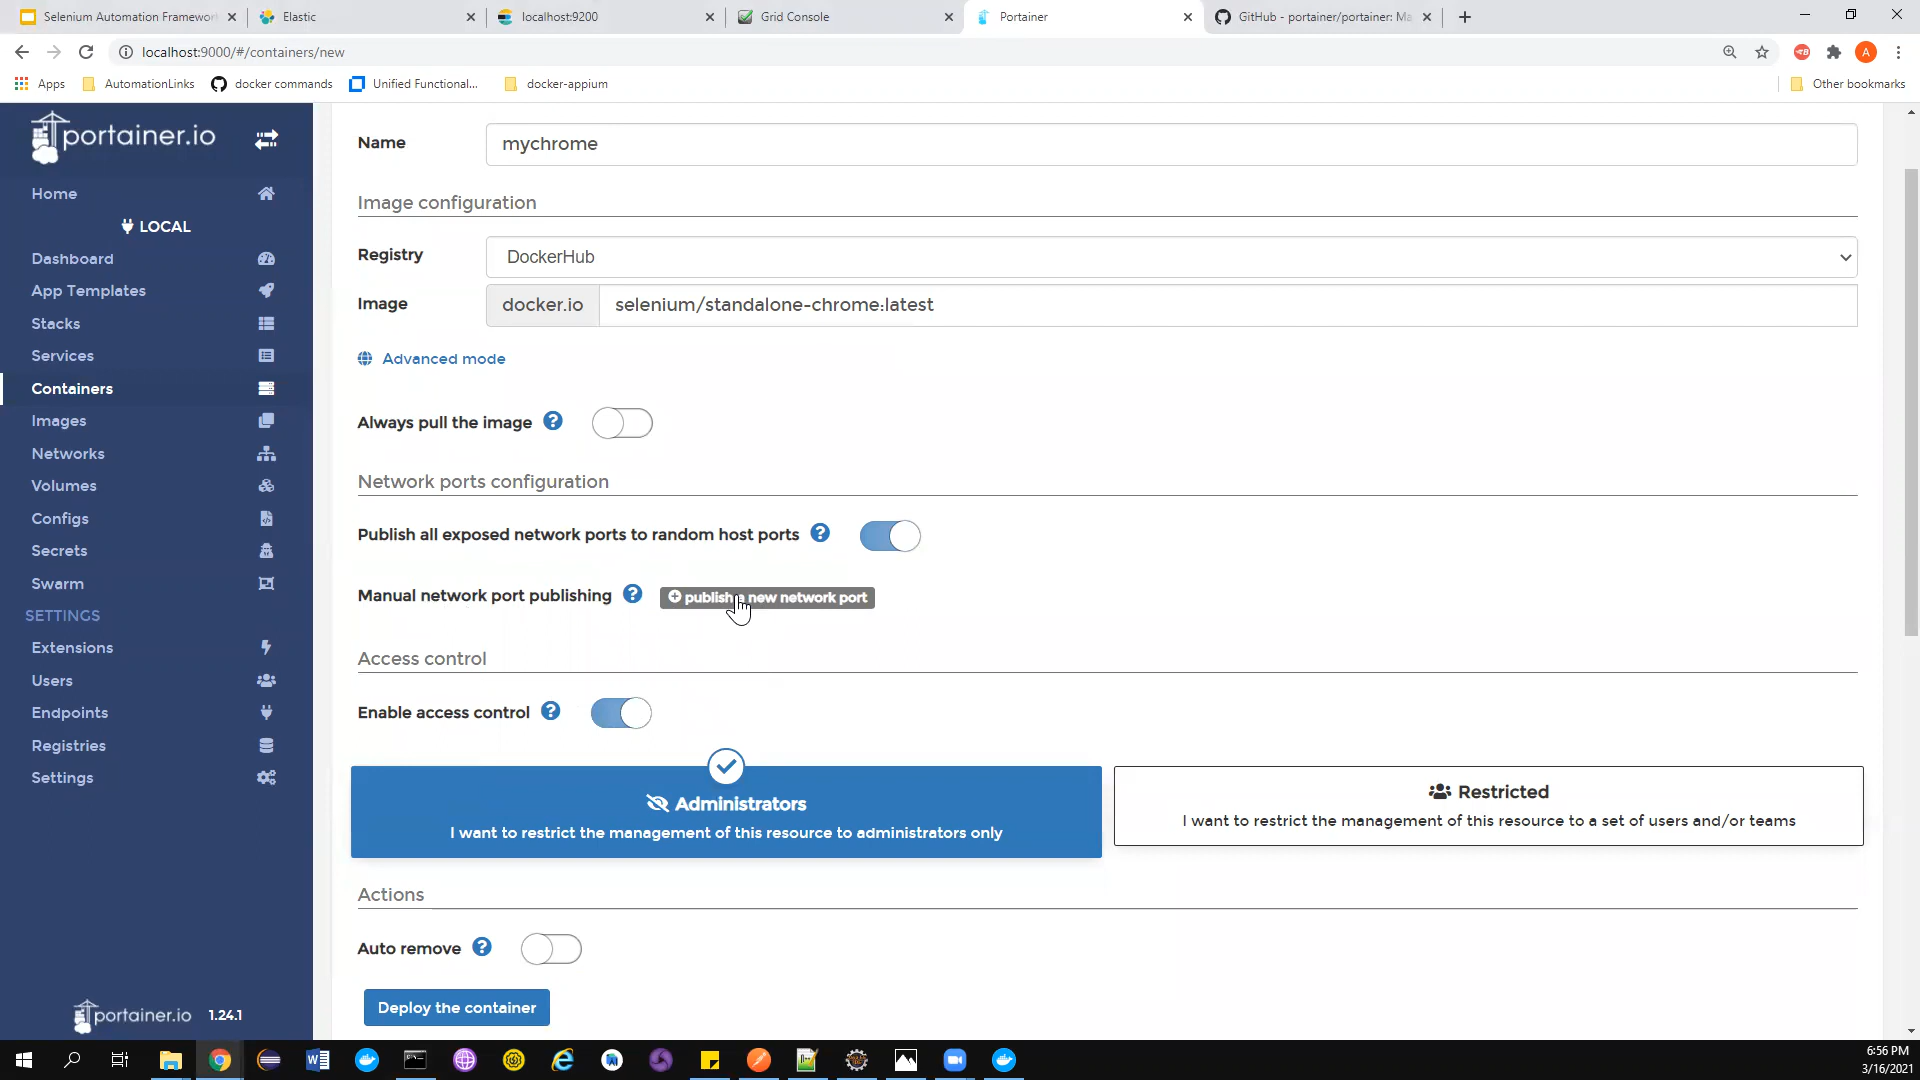 Selenium Automation Framewor
Elastic
localhost:9200
Grid Console
Portainer
GitHub - portainer/portainer: Ma
localhost:9000/#/containers/new
A
Apps
AutomationLinks
docker commands
Unified Functional...
docker-appium
Other bookmarks
portainer.io
Home
LOCAL
Dashboard
App Templates
Stacks
Services
Containers
Images
Networks
Volumes
Configs
Secrets
Swarm
SETTINGS
Extensions
Users
Endpoints
Registries
Settings
portainer.io 1.24.1
Name mychrome
Image configuration
Registry DockerHub
Image docker.io selenium/standalone-chrome:latest
Advanced mode
Always pull the image
Network ports configuration
Publish all exposed network ports to random host ports
Manual network port publishing publish a new network port
Access control
Enable access control
Administrators
I want to restrict the management of this resource to administrators only
Restricted
I want to restrict the management of this resource to a set of users and/or teams
Actions
Auto remove
Deploy the container
6:56 PM
3/16/2021